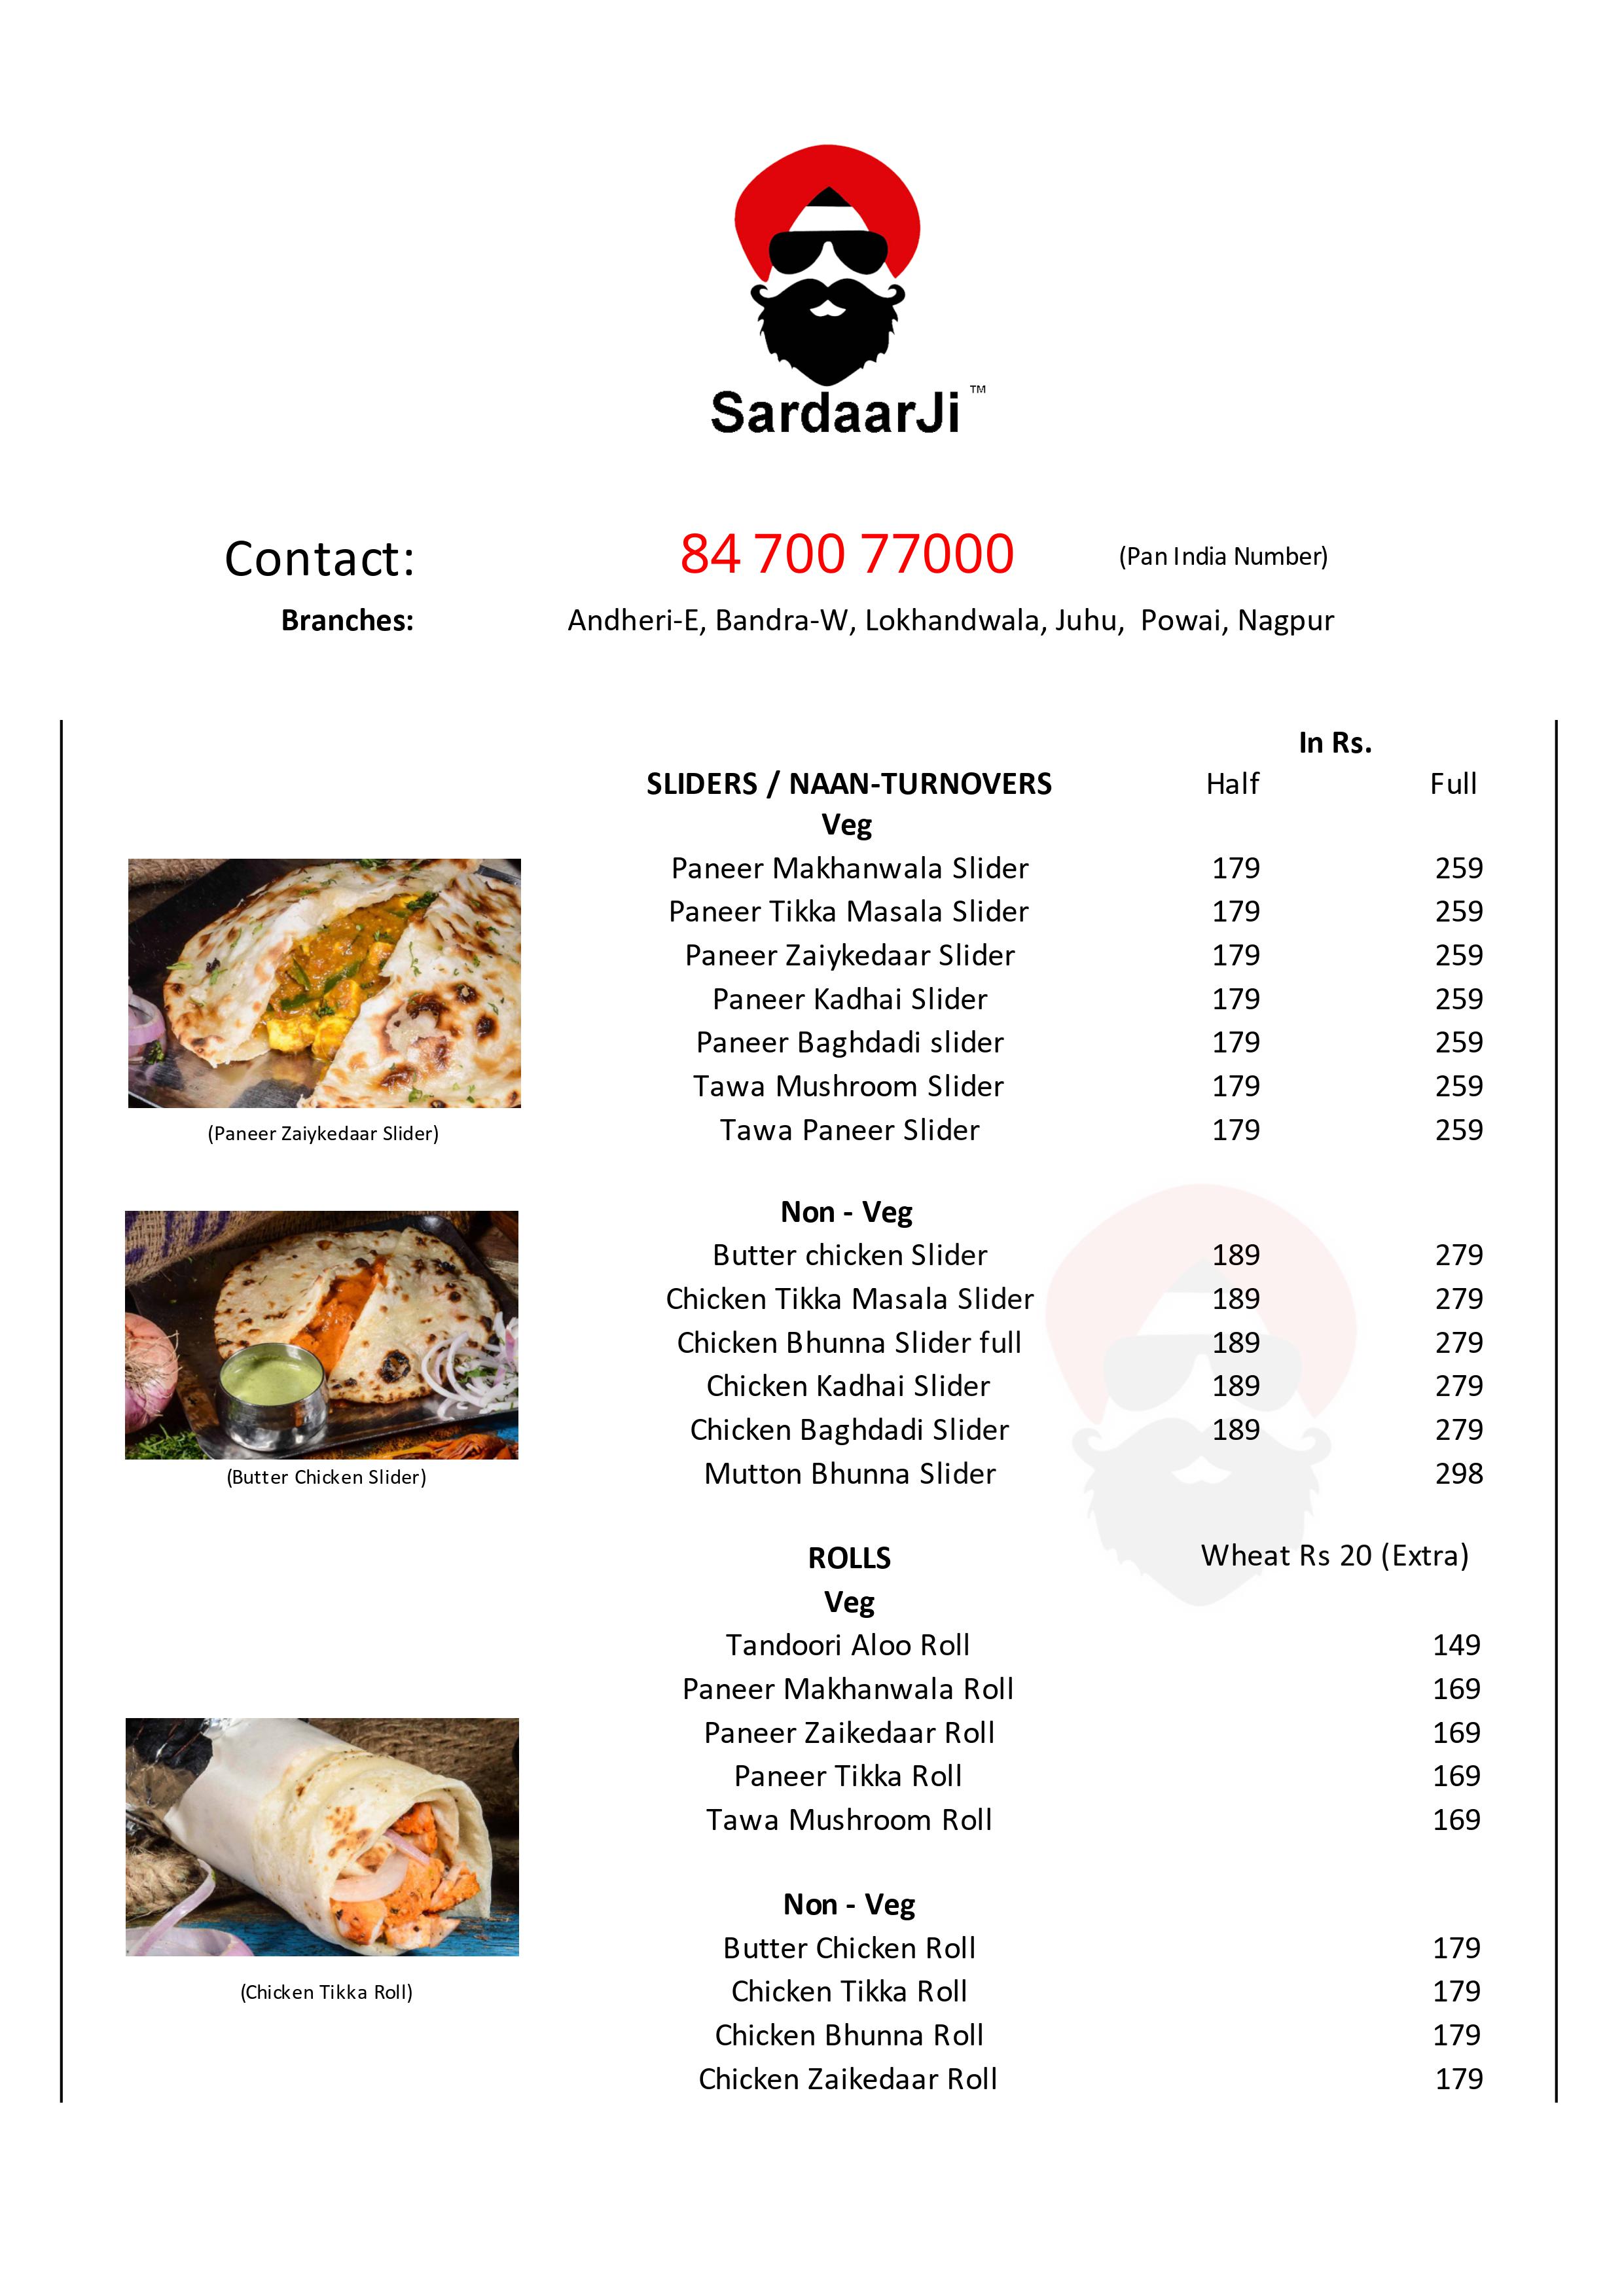 SardaarJi ™
Contact: 84 700 77000 (Pan India Number)
Branches: Andheri-E, Bandra-W, Lokhandwala, Juhu, Powai, Nagpur
In Rs.
SLIDERS / NAAN-TURNOVERS Half Full
Veg
Paneer Makhanwala Slider 179 259
Paneer Tikka Masala Slider 179 259
Paneer Zaiykedaar Slider 179 259
Paneer Kadhai Slider 179 259
Paneer Baghdadi slider 179 259
Tawa Mushroom Slider 179 259
Tawa Paneer Slider 179 259
(Paneer Zaiykedaar Slider)
Non - Veg
Butter chicken Slider 189 279
Chicken Tikka Masala Slider 189 279
Chicken Bhunna Slider full 189 279
Chicken Kadhai Slider 189 279
Chicken Baghdadi Slider 189 279
Mutton Bhunna Slider 298
(Butter Chicken Slider)
ROLLS Wheat Rs 20 (Extra)
Veg
Tandoori Aloo Roll 149
Paneer Makhanwala Roll 169
Paneer Zaikedaar Roll 169
Paneer Tikka Roll 169
Tawa Mushroom Roll 169
Non - Veg
Butter Chicken Roll 179
Chicken Tikka Roll 179
(Chicken Tikka Roll)
Chicken Bhunna Roll 179
Chicken Zaikedaar Roll 179